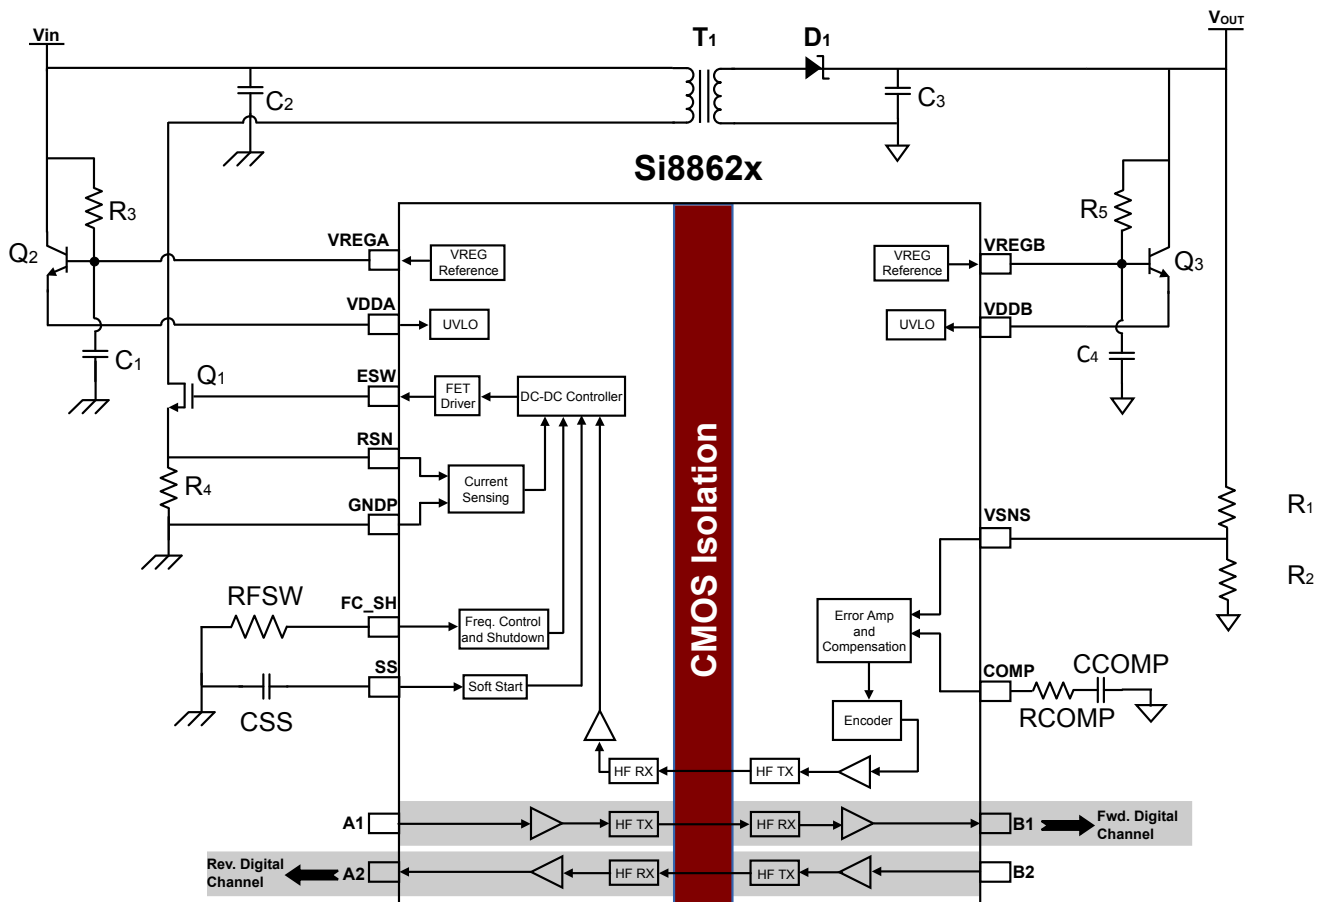 Vin
T1
D1
VOUT
C2
C3
Si8862x
R3
R5
Q2
VREGA
VREG
Reference
VREG
Reference
VREGB
Q3
VDDA
UVLO
UVLO
VDDB
C1
C4
Q1
ESW
FET
Driver
DC-DC Controller
RSN
R4
Current
Sensing
GNDP
CMOS Isolation
VSNS
R1
R2
RFSW
FC_SH
Freq. Control
and Shutdown
Error Amp
and
Compensation
SS
Soft Start
CSS
COMP
CCOMP
RCOMP
Encoder
HF RX
HF TX
A1
HF TX
HF RX
B1
Fwd. Digital
Channel
Rev. Digital
Channel
A2
HF RX
HF TX
B2